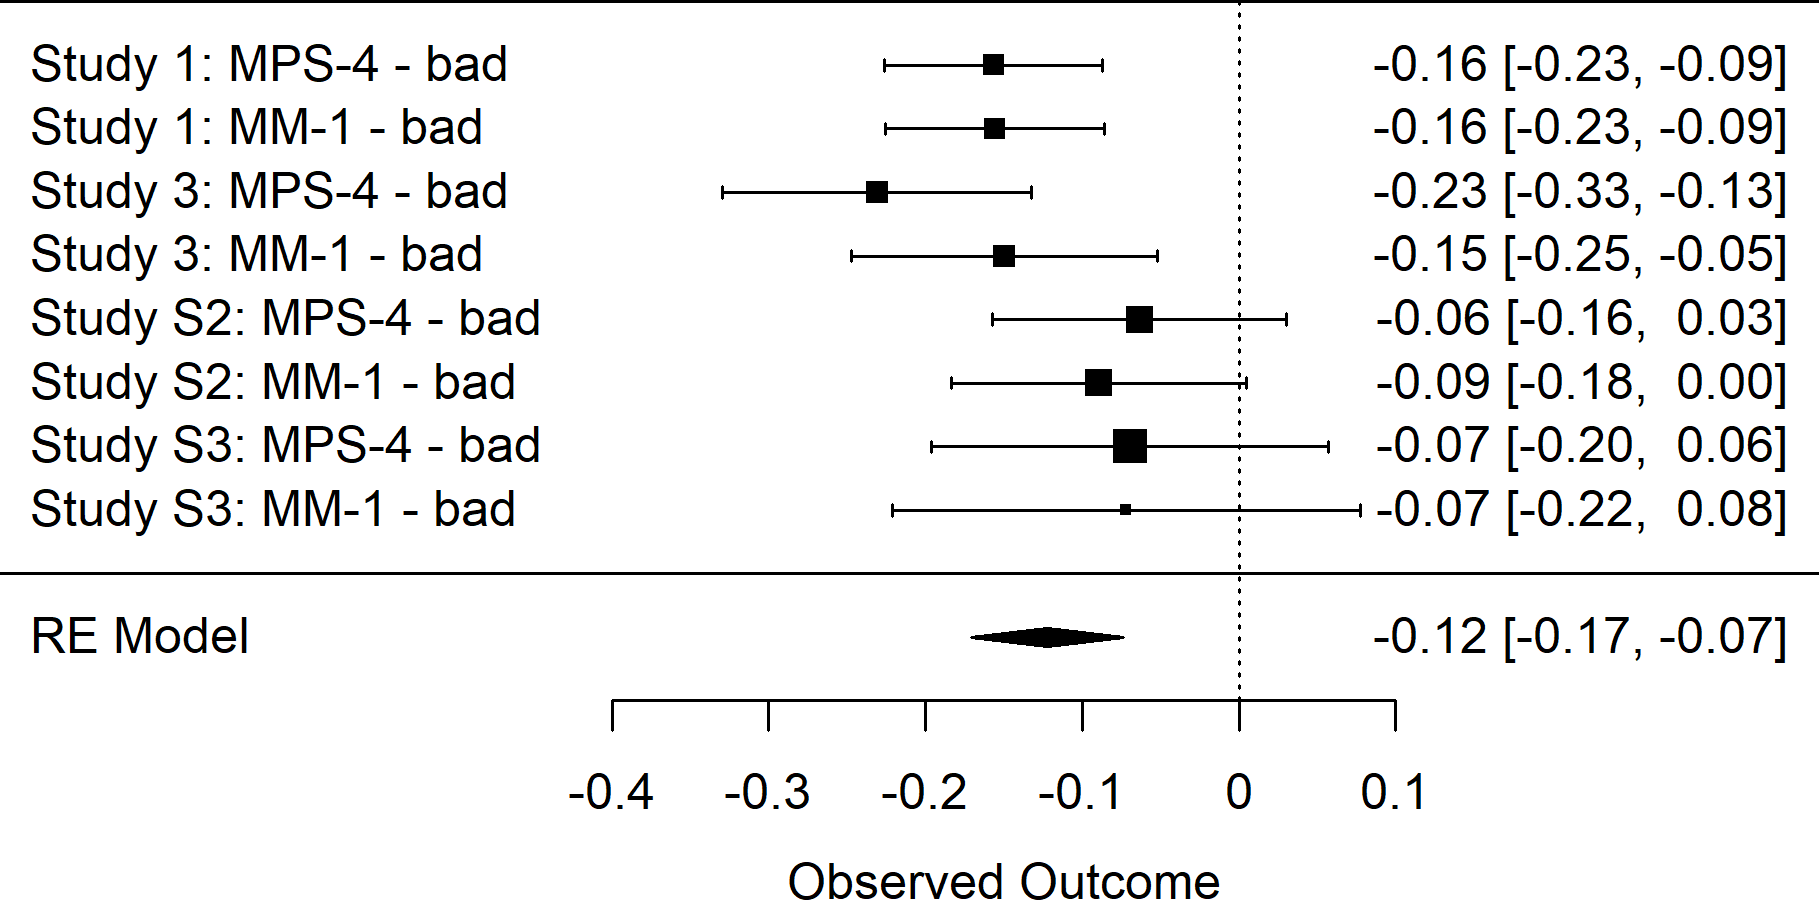 Study 1: MPS-4 - bad -0.16 [-0.23, -0.09]
Study 1: MM-1 - bad -0.16 [-0.23, -0.09]
Study 3: MPS-4 - bad -0.23 [-0.33, -0.13]
Study 3: MM-1 - bad -0.15 [-0.25, -0.05]
Study S2: MPS-4 - bad -0.06 [-0.16, 0.03]
Study S2: MM-1 - bad -0.09 [-0.18, 0.00]
Study S3: MPS-4 - bad -0.07 [-0.20, 0.06]
Study S3: MM-1 - bad -0.07 [-0.22, 0.08]
RE Model -0.12 [-0.17, -0.07]
-0.4 -0.3 -0.2 -0.1 0 0.1
Observed Outcome